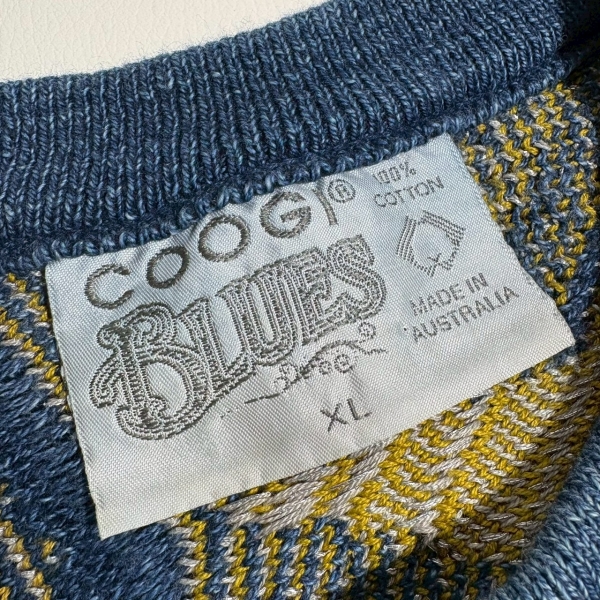 COOGI®
BLUES
XL
100%
COTTON
MADE IN
AUSTRALIA